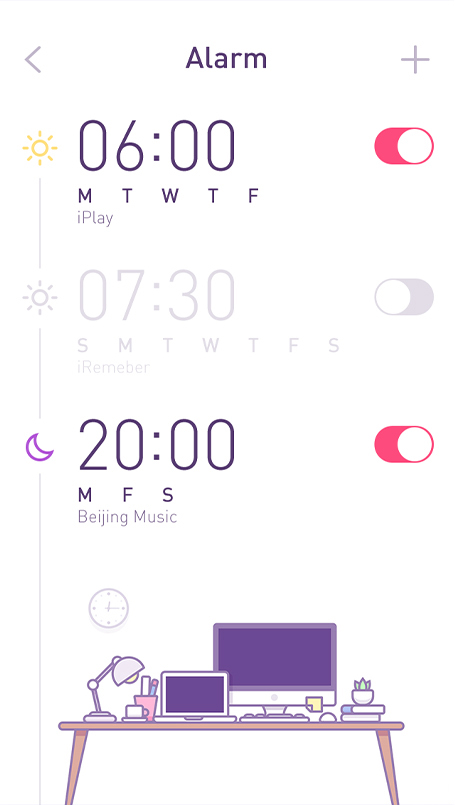 Alarm
06:00
M T W T F
iPlay
07:30
S M T W T F S
iRemeber
20:00
M F S
Beijing Music